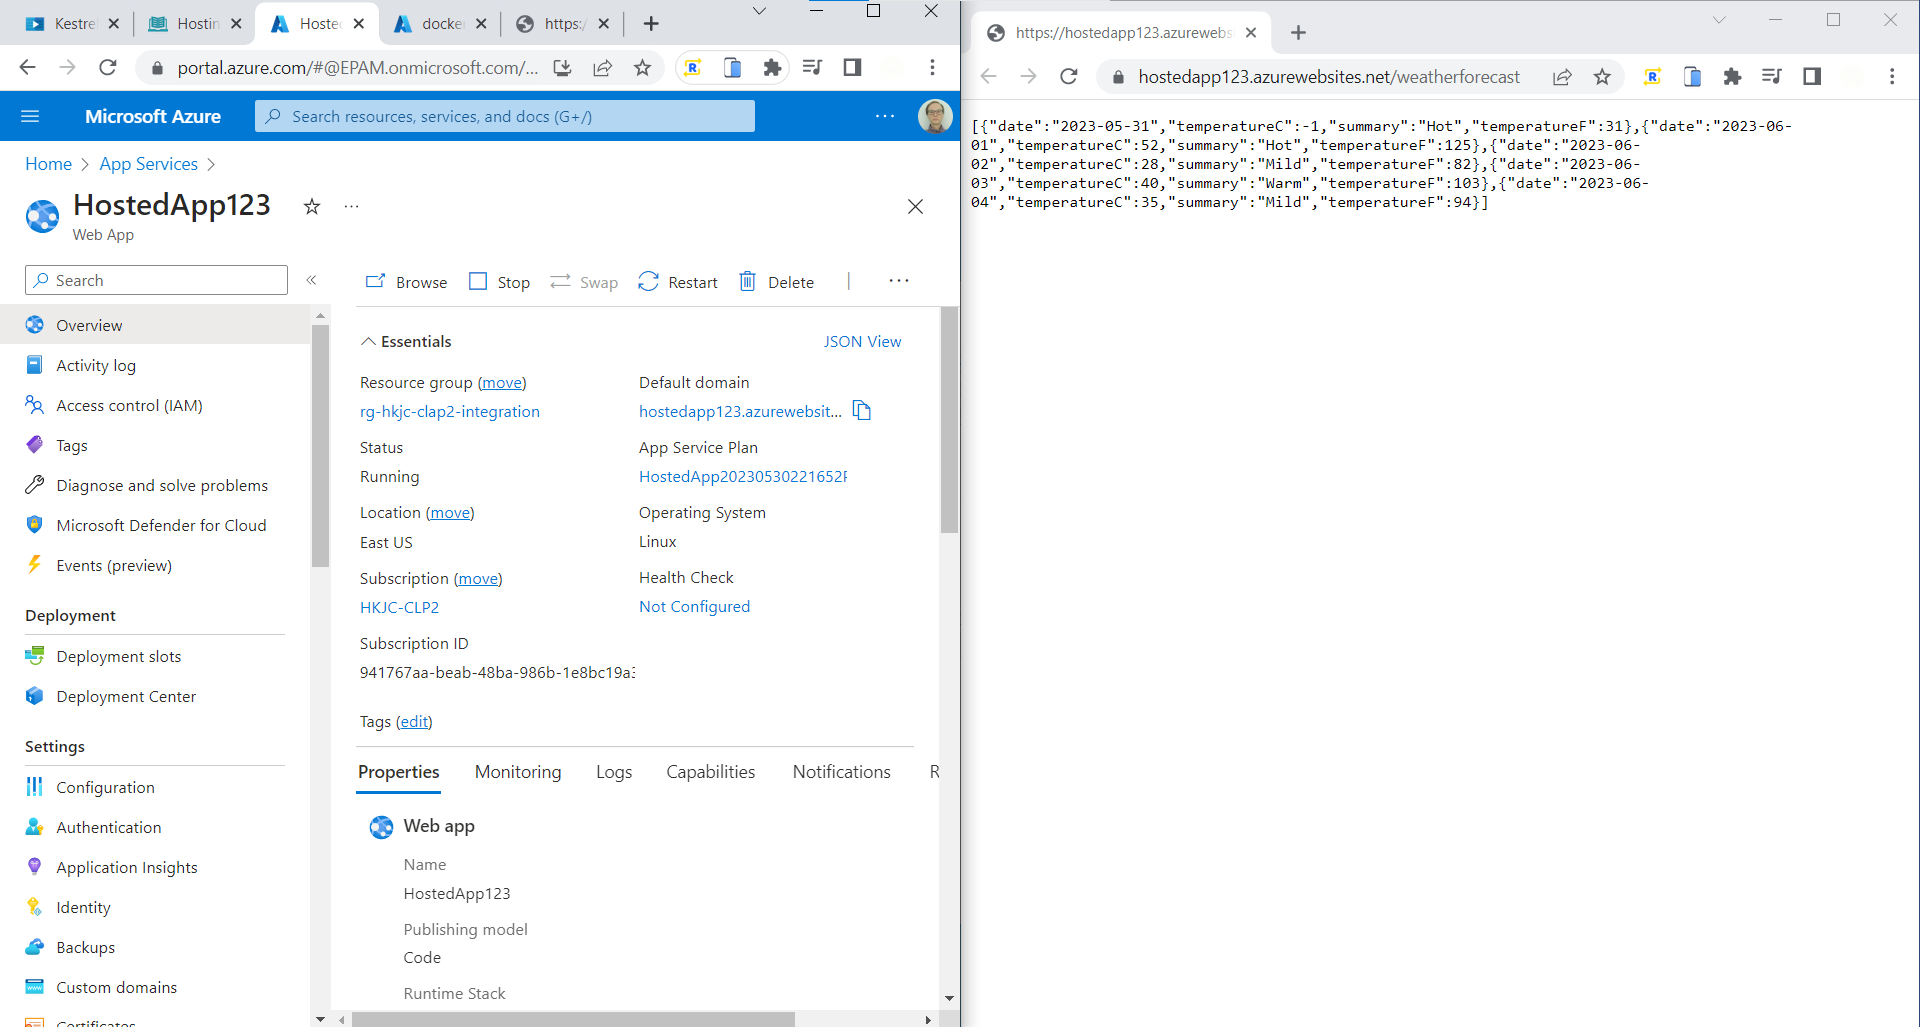 Kestre
Hostin
Hosted
docke
https:/
portal.azure.com/#@EPAM.onmicrosoft.com/...
Microsoft Azure
Search resources, services, and docs (G+/)
Home > App Services >
HostedApp123
Web App
Search
Browse
Stop
Swap
Restart
Delete
Overview
Activity log
Access control (IAM)
Tags
Diagnose and solve problems
Microsoft Defender for Cloud
Events (preview)
Deployment
Deployment slots
Deployment Center
Settings
Configuration
Authentication
Application Insights
Identity
Backups
Custom domains
Certificates
Essentials
JSON View
Resource group (move)
rg-hkjc-clap2-integration
Status
Running
Location (move)
East US
Subscription (move)
HKJC-CLP2
Subscription ID
941767aa-beab-48ba-986b-1e8bc19a3
Tags (edit)
Default domain
hostedapp123.azurewebsit...
App Service Plan
HostedApp20230530221652P
Operating System
Linux
Health Check
Not Configured
Properties
Monitoring
Logs
Capabilities
Notifications
R
Web app
Name
HostedApp123
Publishing model
Code
Runtime Stack
https://hostedapp123.azurewebs
hostedapp123.azurewebsites.net/weatherforecast
[{"date":"2023-05-31","temperatureC":-1,"summary":"Hot","temperatureF":31},{"date":"2023-06-
01","temperatureC":52,"summary":"Hot","temperatureF":125},{"date":"2023-06-
02","temperatureC":28,"summary":"Mild","temperatureF":82},{"date":"2023-06-
03","temperatureC":40,"summary":"Warm","temperatureF":103},{"date":"2023-06-
04","temperatureC":35,"summary":"Mild","temperatureF":94}]